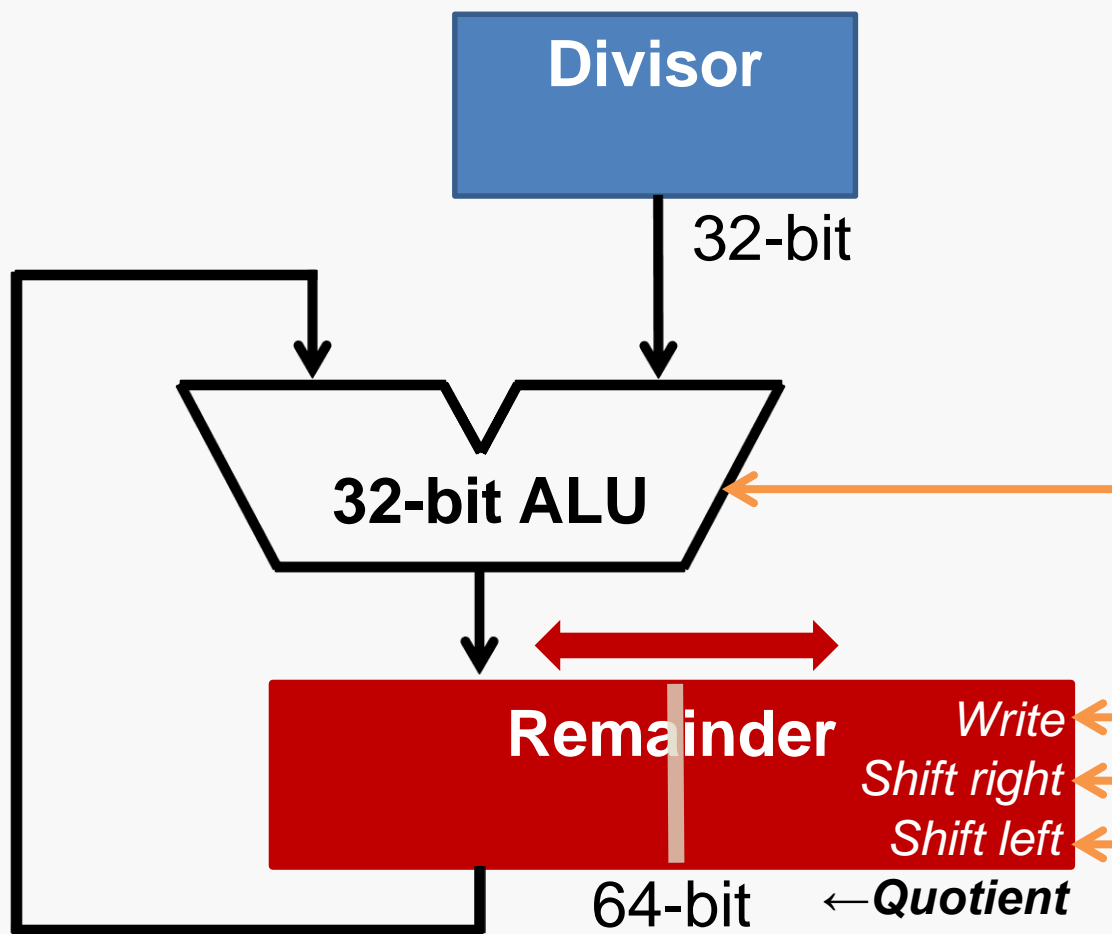 Divisor
32-bit
32-bit ALU
Remainder
Write
Shift right
Shift left
64-bit
←Quotient